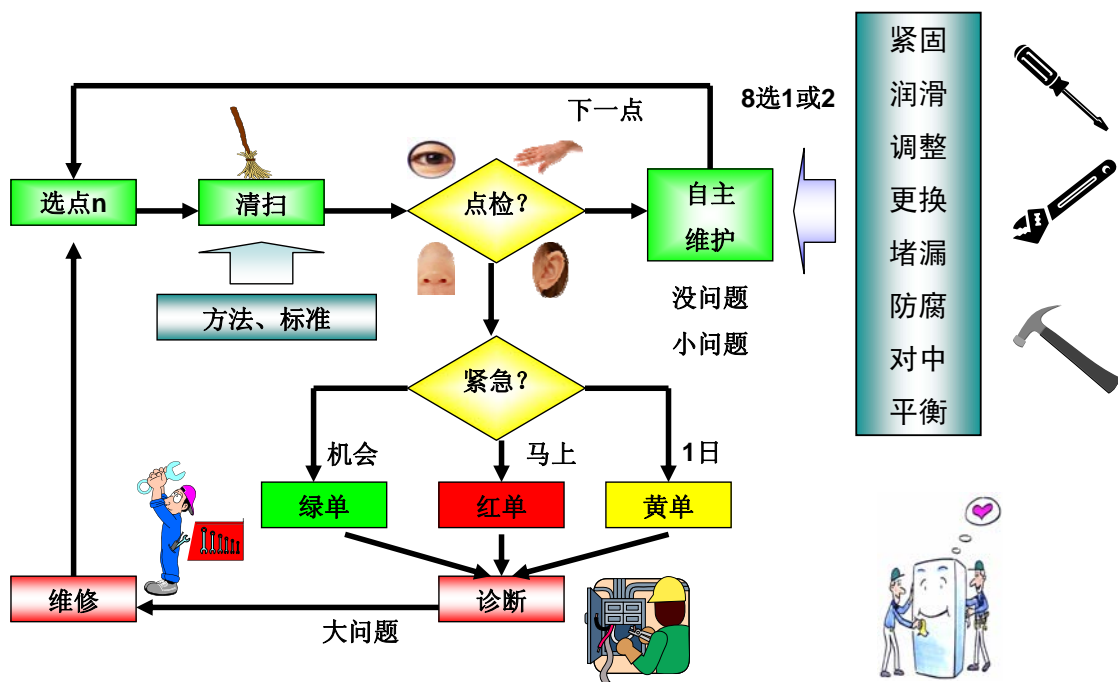 8选1或2
下一点
选点n
清扫
点检?
自主
维护
方法、标准
没问题
小问题
紧急?
机会
马上
1日
绿单
红单
黄单
维修
诊断
大问题
紧固
润滑
调整
更换
堵漏
防腐
对中
平衡